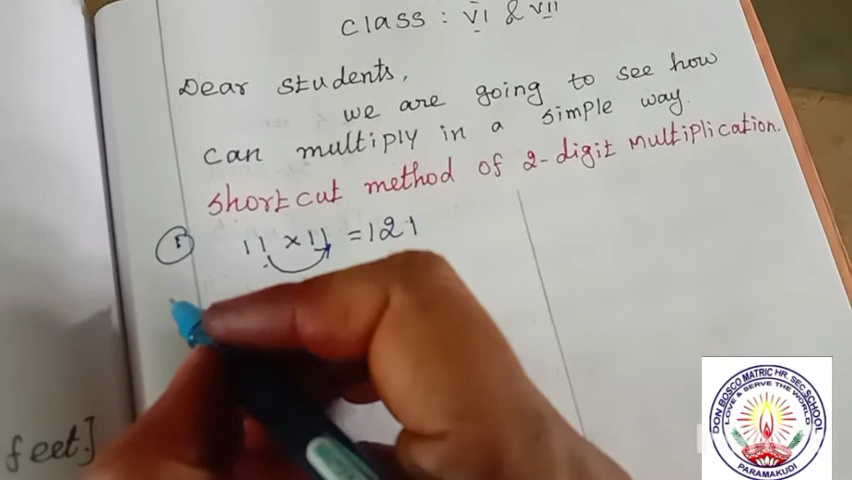 class : VI & VII
Dear students,
we are going to see how
can multiply in a simple way.
shortcut method of 2-digit multiplication.
11 x 11 = 121
feet.]
DON BOSCO MATRIC HR. SEC SCHOOL
LOVE & SERVE THE WORLD
PARAMAKUDI